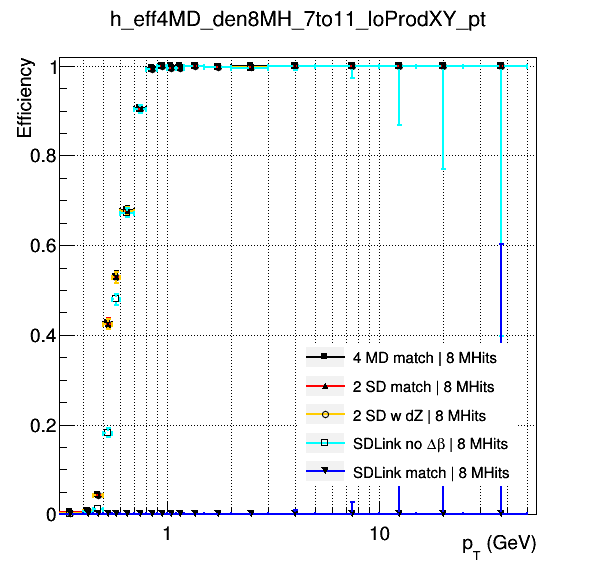 h_eff4MD_den8MH_7to11_loProdXY_pt
Efficiency
1
0.8
0.6
0.4
0.2
0
4 MD match | 8 MHits
2 SD match | 8 MHits
2 SD w dZ | 8 MHits
SDLink no Δβ | 8 MHits
SDLink match | 8 MHits
1
10
p_T (GeV)